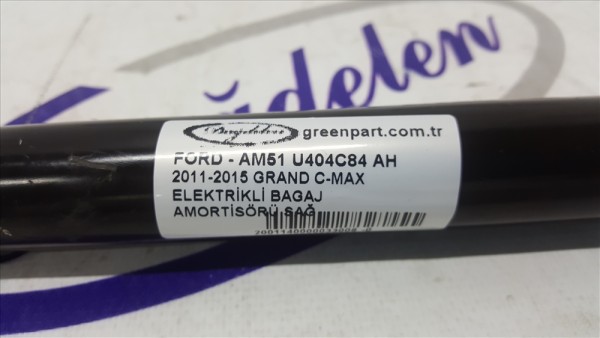 greenpart.com.tr
FORD - AM51 U404C84 AH
2011-2015 GRAND C-MAX
ELEKTRİKLİ BAGAJ
AMORTİSÖRÜ SAĞ